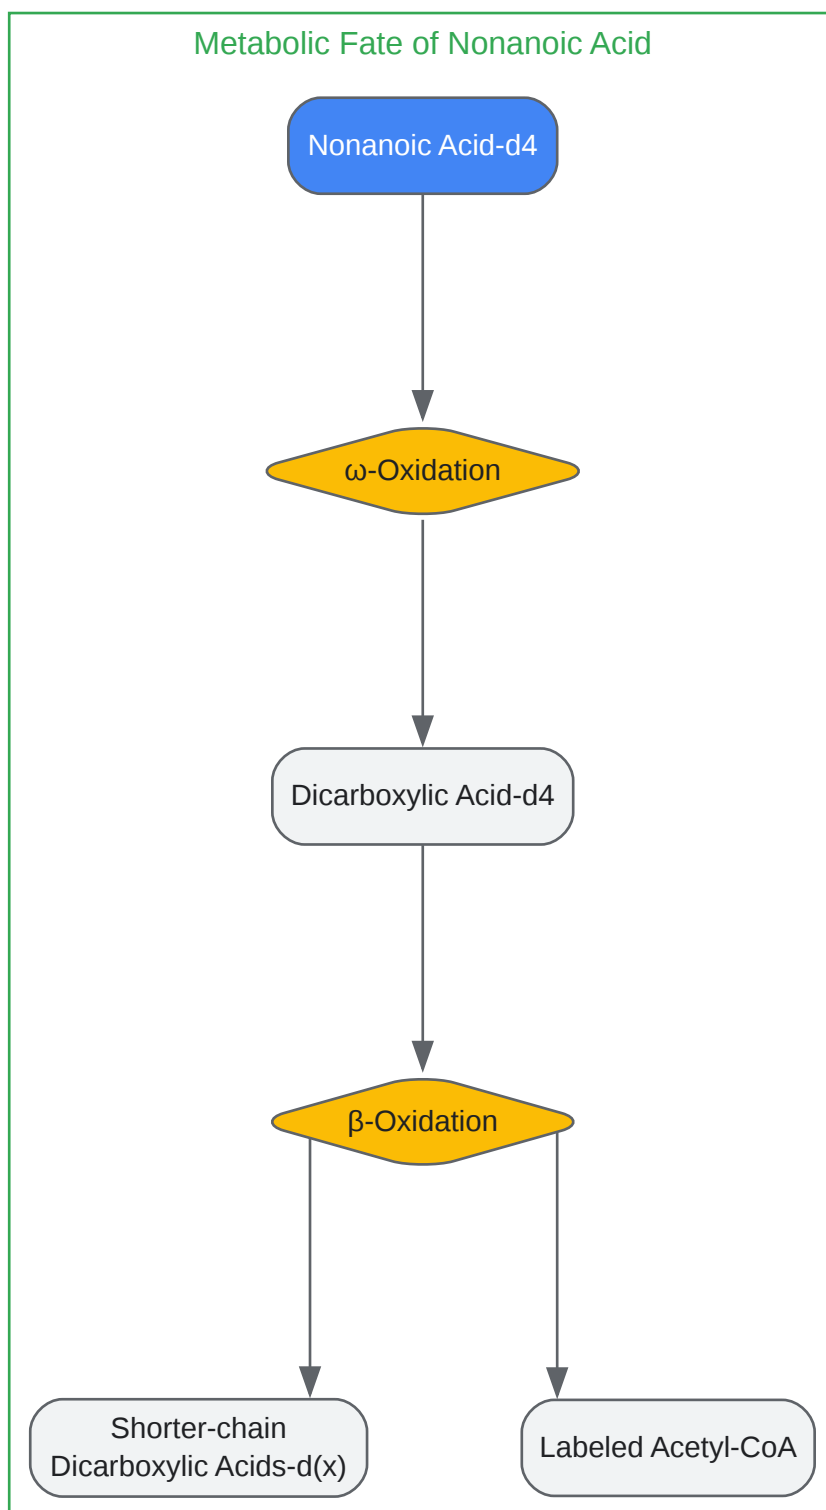 Metabolic Fate of Nonanoic Acid
Nonanoic Acid-d4
ω-Oxidation
Dicarboxylic Acid-d4
β-Oxidation
Shorter-chain
Dicarboxylic Acids-d(x)
Labeled Acetyl-CoA